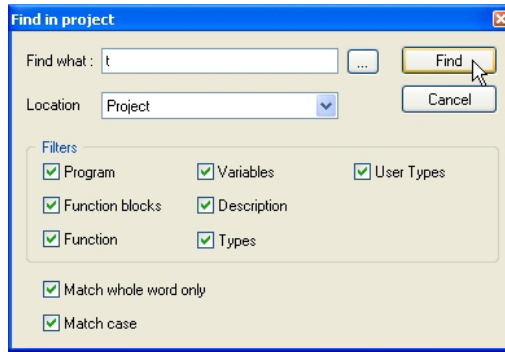 Find in project
Find what : t ... Find
Location Project Cancel
Filters
Program Variables User Types
Function blocks Description
Function Types
Match whole word only
Match case